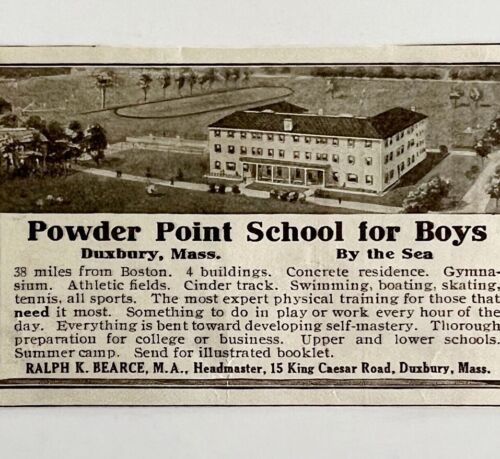 Powder Point School for Boys
Duxbury, Mass. By the Sea
38 miles from Boston. 4 buildings. Concrete residence. Gymna-
sium. Athletic fields. Cinder track. Swimming, boating, skating,
tennis, all sports. The most expert physical training for those that
need it most. Something to do in play or work every hour of the
day. Everything is bent toward developing self-mastery. Thorough
preparation for college or business. Upper and lower schools.
Summer camp. Send for illustrated booklet.
RALPH K. BEARCE, M.A., Headmaster, 15 King Caesar Road, Duxbury, Mass.